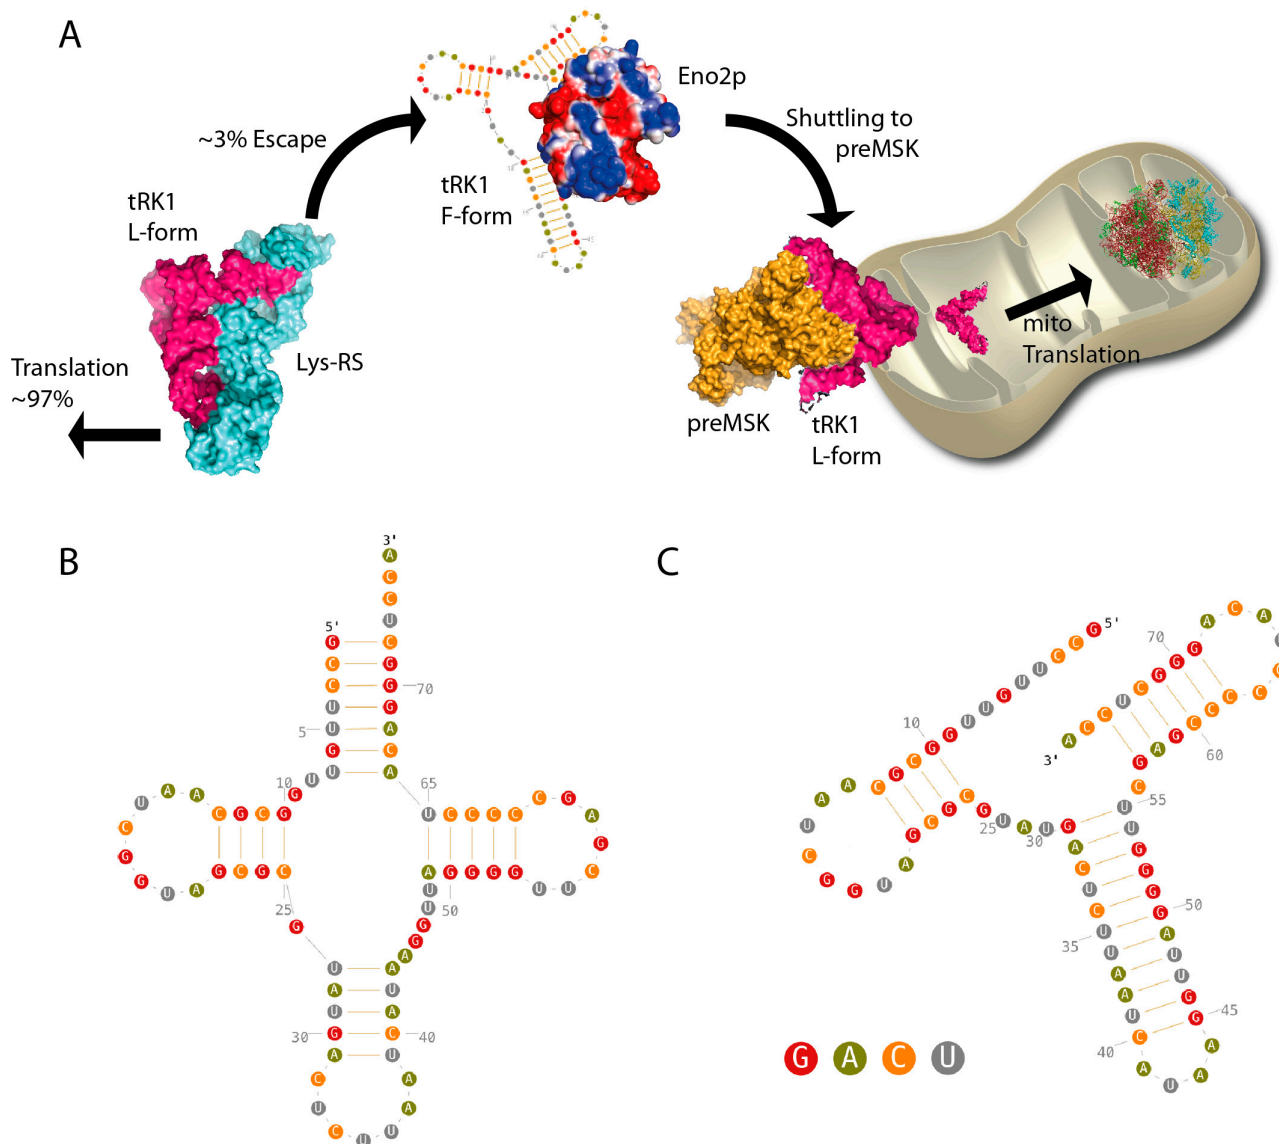 A
~3% Escape
Eno2p
Shuttling to
preMSK
tRK1
F-form
tRK1
L-form
Lys-RS
Translation
~97%
preMSK
tRK1
L-form
mito
Translation
B
3'
A
C
C
U
5'
G C
C G
C G 70
U G
5 U A
G C
U U A
A A 10 G 65
U C G C G U C C C C C G A
C G
G G C G C A G G G G C
G U A U U U
25 U 50
G G
G
A
U A
A U
U A
30 G C 40
A U
C A
U A
C U U
C
5'
G
C
C
U
U
G
U
U
G
G 10
C
G
C
A
A
U
C
G
G
U
A
G
C
G
C
G 25
U
A
U 30
G
A
C
U
C
U 35
U
A
A
U
C 40
A
U
A
A
G 45
G
U
U
A
G 50
G
G
G
U
U 55
C
G
A
G
C 60
C
C
C
A
C
A
G
G 70
G
C
U
C
C
A
3'
G A C U